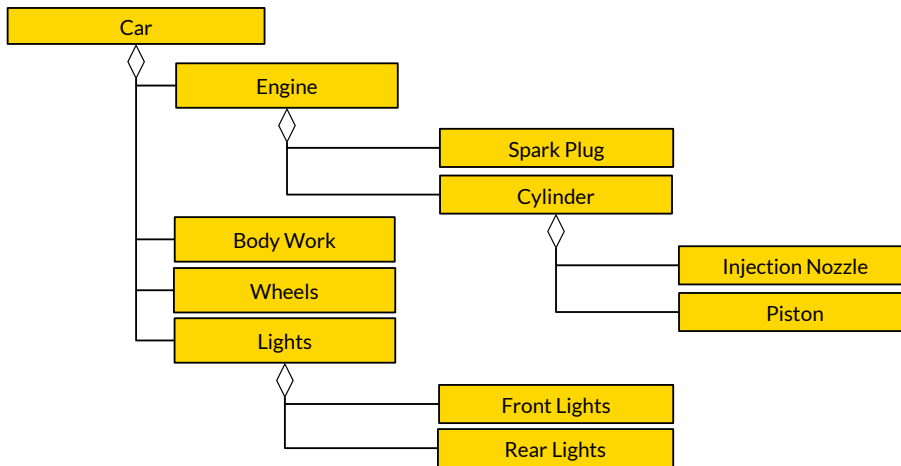 Car
Engine
Spark Plug
Cylinder
Body Work
Injection Nozzle
Wheels
Piston
Lights
Front Lights
Rear Lights